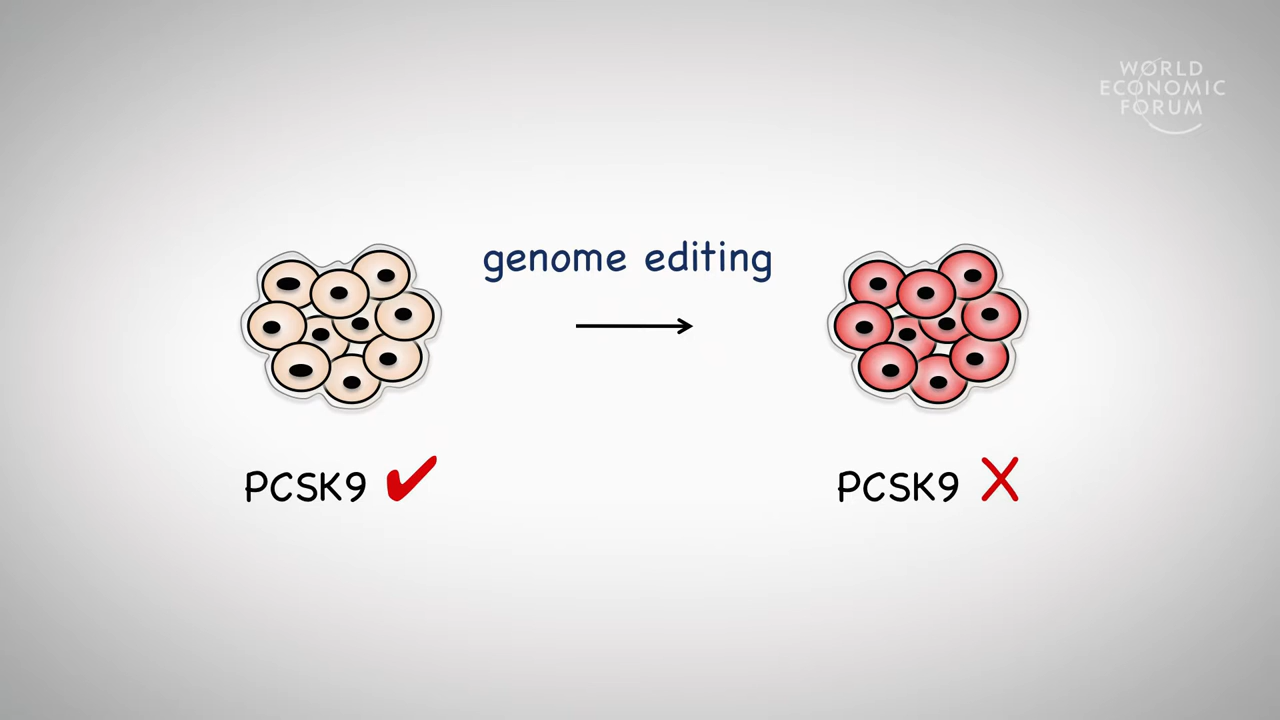 WORLD
ECONOMIC
FORUM
genome editing
PCSK9 ✔
PCSK9 X